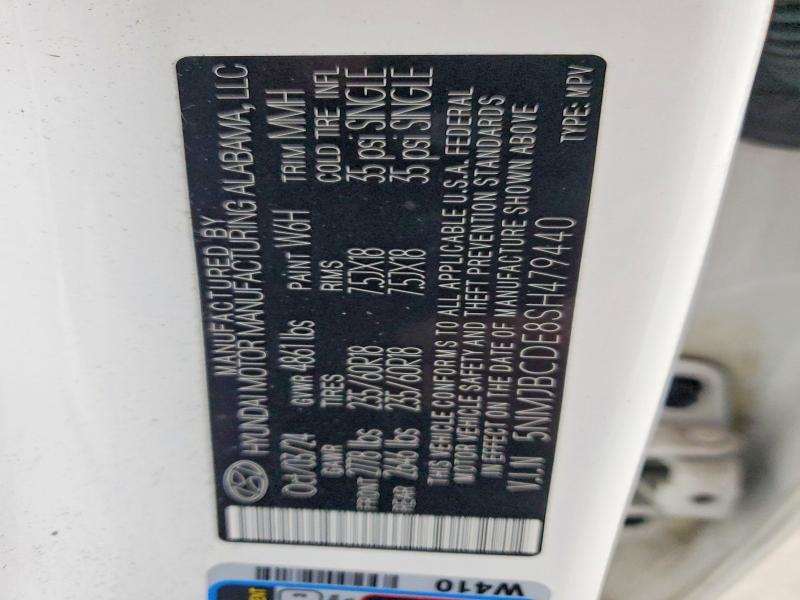 MANUFACTURED BY
HYUNDAI MOTOR MANUFACTURING ALABAMA, LLC
Oct/03/24 GVWR 4861 lbs PAINT W6H TRIM MMH
GAWR TIRES RIMS COLD TIRE INFL
FRONT 2778 lbs 235/60R18 7.5JX18 35 psi SINGLE
REAR 2646 lbs 235/60R18 7.5JX18 35 psi SINGLE
THIS VEHICLE CONFORMS TO ALL APPLICABLE U.S.A. FEDERAL
MOTOR VEHICLE SAFETY AND THEFT PREVENTION STANDARDS
IN EFFECT ON THE DATE OF MANUFACTURE SHOWN ABOVE
V.I.N 5NMJBCDE8SH479440 TYPE: MPV
W410